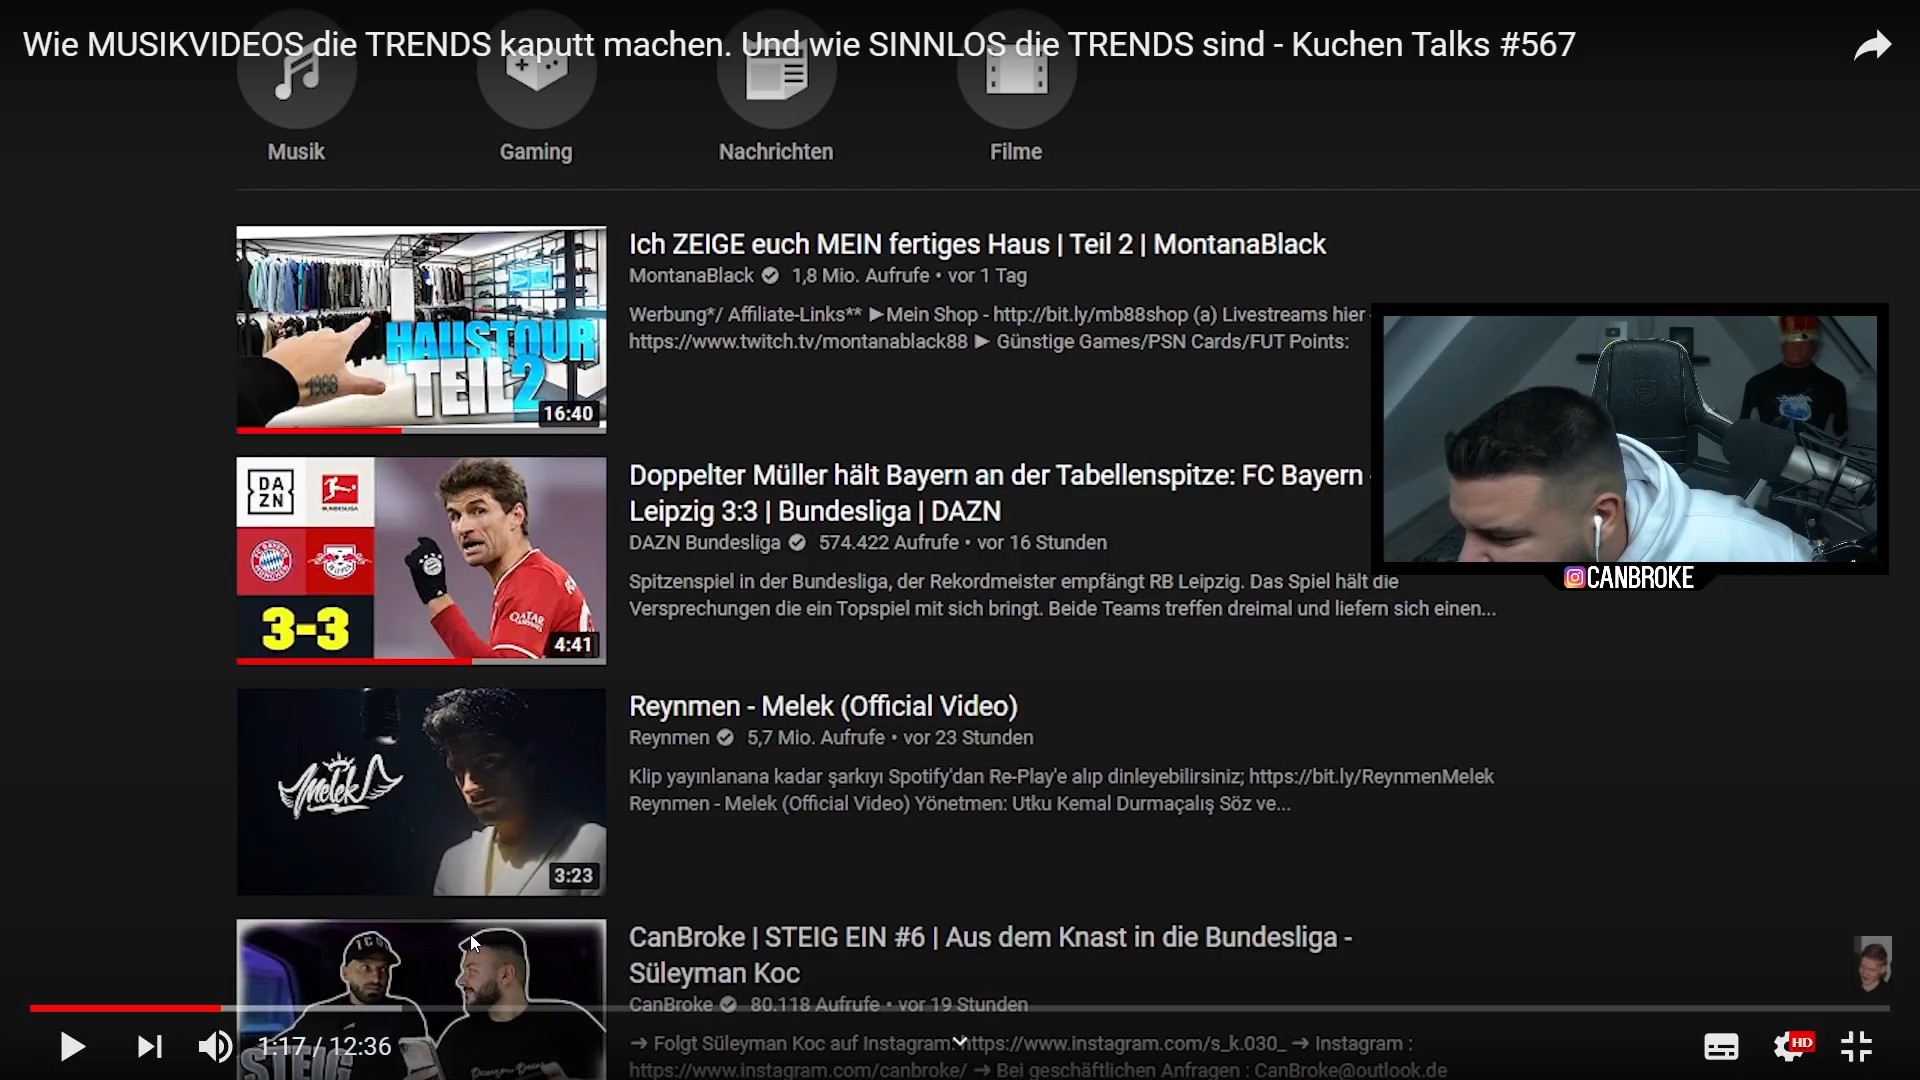 Wie MUSIKVIDEOS die TRENDS kaputt machen. Und wie SINNLOS die TRENDS sind - Kuchen Talks #567
Musik
Gaming
Nachrichten
Filme
HAUSTOUR
TEIL 2
1988
16:40
Ich ZEIGE euch MEIN fertiges Haus | Teil 2 | MontanaBlack
MontanaBlack 1,8 Mio. Aufrufe • vor 1 Tag
Werbung*/ Affiliate-Links** ►Mein Shop - http://bit.ly/mb88shop (a) Livestreams hier -
https://www.twitch.tv/montanablack88 ► Günstige Games/PSN Cards/FUT Points:
CANBROKE
DA
ZN
BUNDESLIGA
3-3
QATAR
4:41
Doppelter Müller hält Bayern an der Tabellenspitze: FC Bayern -
Leipzig 3:3 | Bundesliga | DAZN
DAZN Bundesliga 574.422 Aufrufe • vor 16 Stunden
Spitzenspiel in der Bundesliga, der Rekordmeister empfängt RB Leipzig. Das Spiel hält die
Versprechungen die ein Topspiel mit sich bringt. Beide Teams treffen dreimal und liefern sich einen...
Melek
3:23
Reynmen - Melek (Official Video)
Reynmen 5,7 Mio. Aufrufe • vor 23 Stunden
Klip yayınlanana kadar şarkıyı Spotify'dan Re-Play'e alıp dinleyebilirsiniz; https://bit.ly/ReynmenMelek
Reynmen - Melek (Official Video) Yönetmen: Utku Kemal Durmaçalış Söz ve...
STEIG
CanBroke | STEIG EIN #6 | Aus dem Knast in die Bundesliga -
Süleyman Koc
CanBroke 80.118 Aufrufe • vor 19 Stunden
→ Folgt Süleyman Koc auf Instagram: https://www.instagram.com/s_k.030_ → Instagram :
https://www.instagram.com/canbroke/ → Bei geschäftlichen Anfragen : CanBroke@outlook.de
1:17 / 12:36
HD